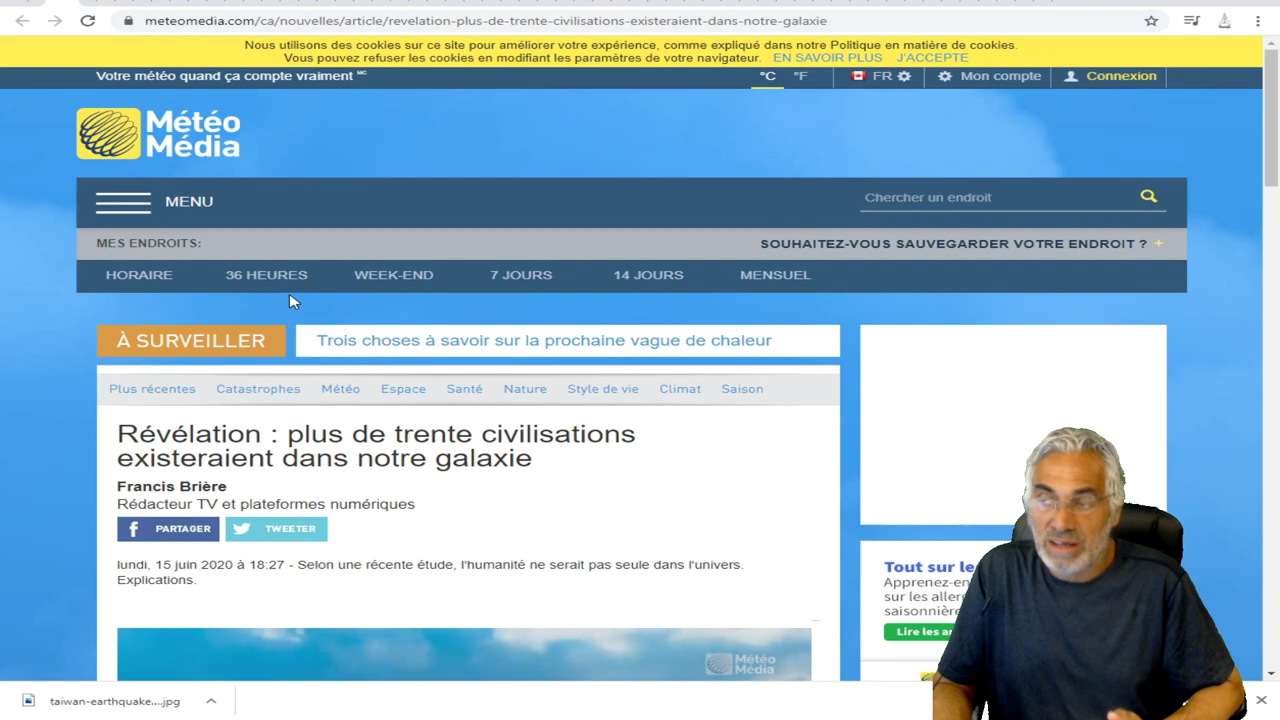 meteomedia.com/ca/nouvelles/article/revelation-plus-de-trente-civilisations-existeraient-dans-notre-galaxie
Nous utilisons des cookies sur ce site pour améliorer votre expérience, comme expliqué dans notre Politique en matière de cookies.
Vous pouvez refuser les cookies en modifiant les paramètres de votre navigateur. EN SAVOIR PLUS J'ACCEPTE
Votre météo quand ça compte vraiment MC
°C °F FR Mon compte Connexion
Météo
Média
MENU
Chercher un endroit
MES ENDROITS:
SOUHAITEZ-VOUS SAUVEGARDER VOTRE ENDROIT ? +
HORAIRE 36 HEURES WEEK-END 7 JOURS 14 JOURS MENSUEL
À SURVEILLER
Trois choses à savoir sur la prochaine vague de chaleur
Plus récentes Catastrophes Météo Espace Santé Nature Style de vie Climat Saison
Révélation : plus de trente civilisations
existeraient dans notre galaxie
Francis Brière
Rédacteur TV et plateformes numériques
f PARTAGER TWEETER
lundi, 15 juin 2020 à 18:27 - Selon une récente étude, l'humanité ne serait pas seule dans l'univers.
Explications.
Météo
Média
Tout sur le
Apprenez-en
sur les aller
saisonnière
Lire les a
taiwan-earthquake....jpg